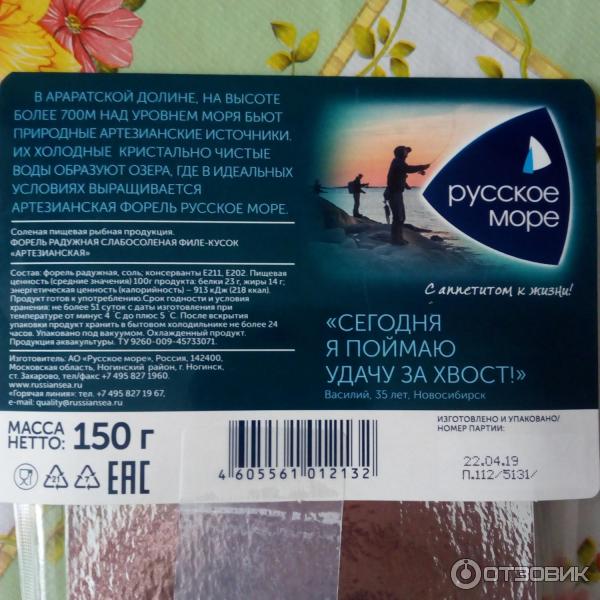 В АРАРАТСКОЙ ДОЛИНЕ, НА ВЫСОТЕ
БОЛЕЕ 700М НАД УРОВНЕМ МОРЯ БЬЮТ
ПРИРОДНЫЕ АРТЕЗИАНСКИЕ ИСТОЧНИКИ.
ИХ ХОЛОДНЫЕ КРИСТАЛЬНО ЧИСТЫЕ
ВОДЫ ОБРАЗУЮТ ОЗЕРА, ГДЕ В ИДЕАЛЬНЫХ
УСЛОВИЯХ ВЫРАЩИВАЕТСЯ
АРТЕЗИАНСКАЯ ФОРЕЛЬ РУССКОЕ МОРЕ.
Соленая пищевая рыбная продукция.
ФОРЕЛЬ РАДУЖНАЯ СЛАБОСОЛЕНАЯ ФИЛЕ-КУСОК
«АРТЕЗИАНСКАЯ»
Состав: форель радужная, соль; консерванты Е211, Е202. Пищевая
ценность (средние значения) 100г продукта: белки 23 г, жиры 14 г;
энергетическая ценность (калорийность) – 913 кДж (218 ккал).
Продукт готов к употреблению. Срок годности и условия
хранения: не более 51 суток с даты изготовления при
температуре от минус 4 °С до плюс 5 °С. После вскрытия
упаковки продукт хранить в бытовом холодильнике не более 24
часов. Упаковано под вакуумом. Охлажденный продукт.
Продукция аквакультуры. ТУ 9260-009-45733071.
Изготовитель: АО «Русское море», Россия, 142400,
Московская область, Ногинский район, г. Ногинск,
ст. Захарово, тел/факс +7 495 827 1960.
www.russiansea.ru
«Горячая линия»: тел. +7 495 827 19 67,
e-mail: quality@russiansea.ru
МАССА
НЕТТО: 150 г
21
7
ЕАС
РУССКОЕ
МОРЕ
С аппетитом к жизни!
«СЕГОДНЯ
Я ПОЙМАЮ
УДАЧУ ЗА ХВОСТ!»
Василий, 35 лет, Новосибирск
4 605561 012132
ИЗГОТОВЛЕНО И УПАКОВАНО/
НОМЕР ПАРТИИ:
22.04.19
П.112/5131/
ОТЗОВИК